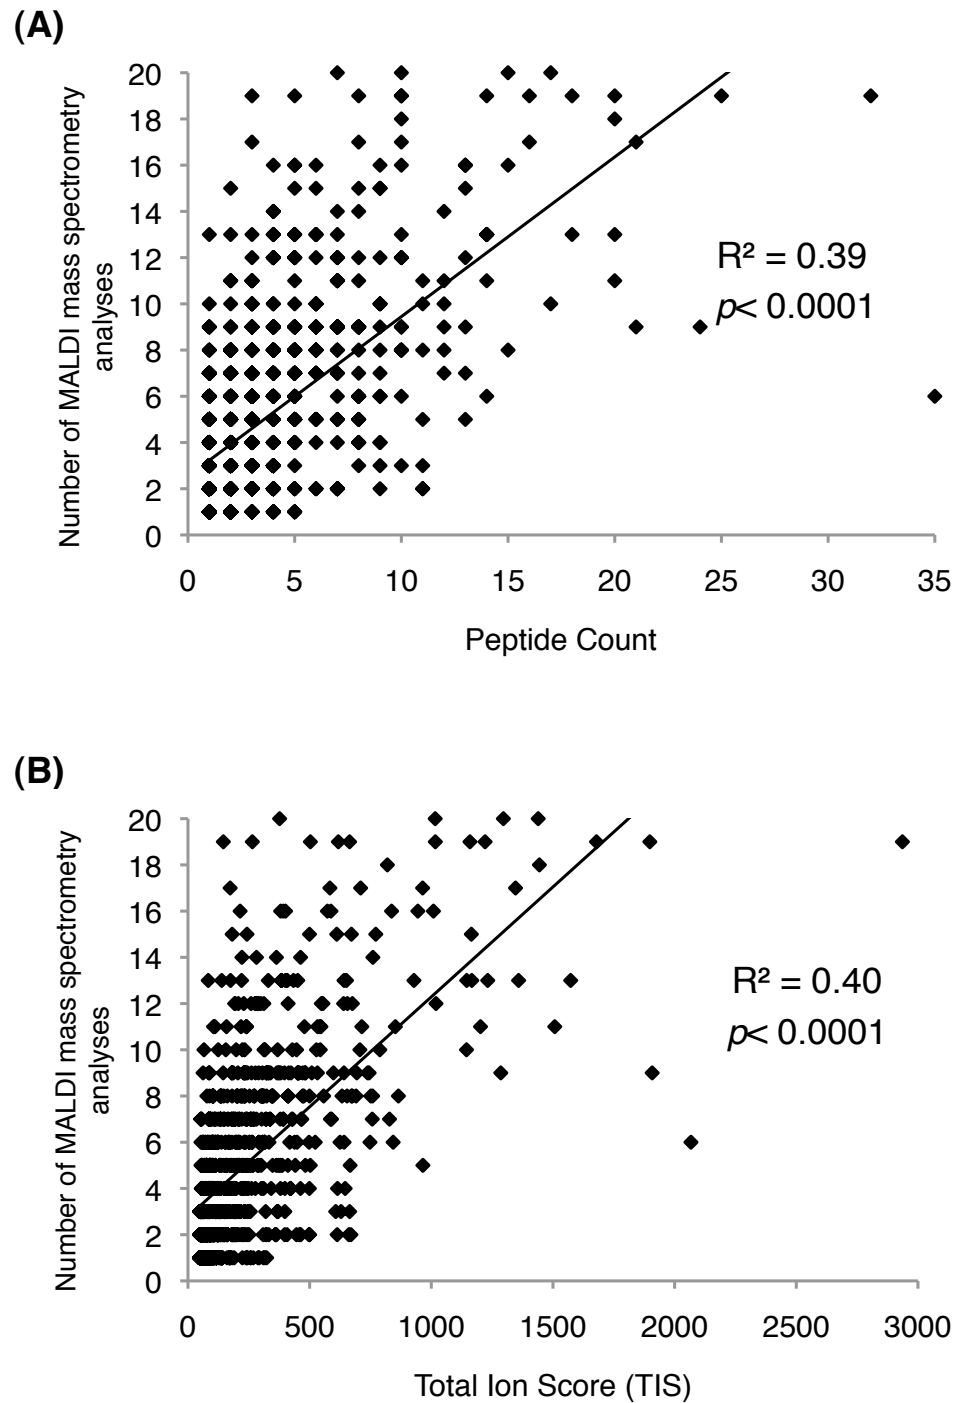 (A)
Number of MALDI mass spectrometry
analyses
20
18
16
14
12
10
8
6
4
2
0
R² = 0.39
p< 0.0001
0 5 10 15 20 25 30 35
Peptide Count
(B)
Number of MALDI mass spectrometry
analyses
20
18
16
14
12
10
8
6
4
2
0
R² = 0.40
p< 0.0001
0 500 1000 1500 2000 2500 3000
Total Ion Score (TIS)